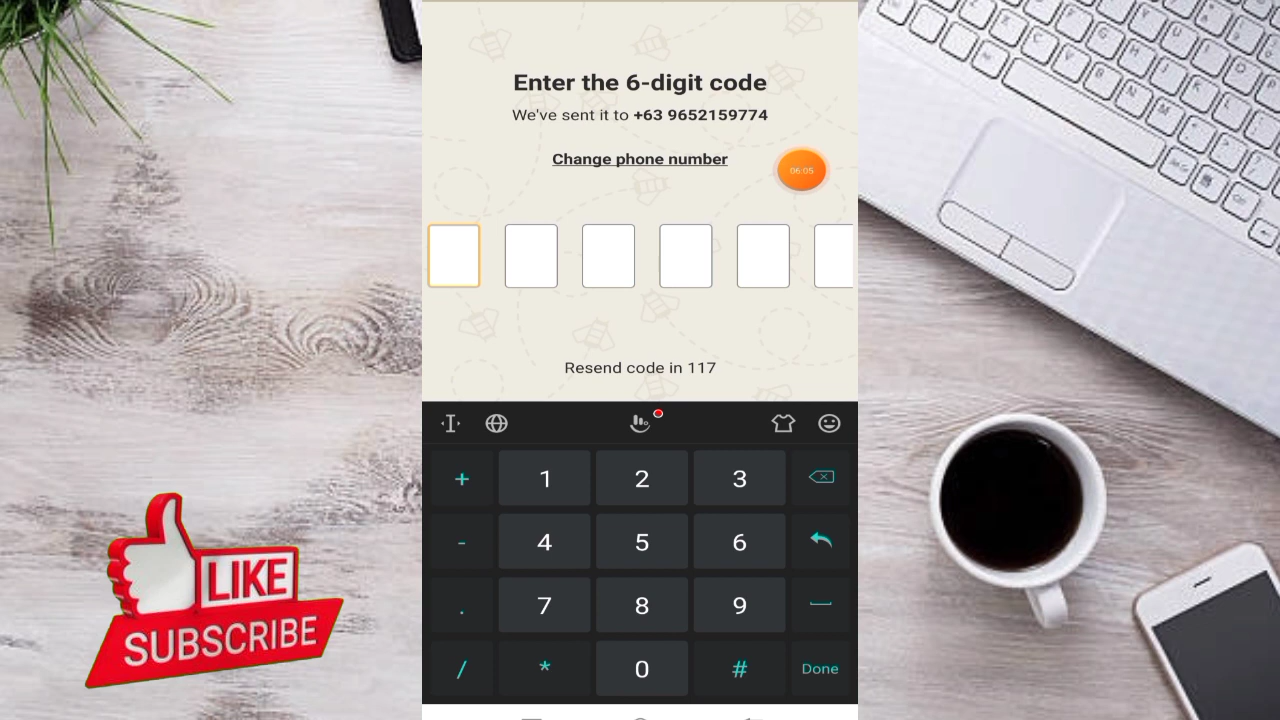 Enter the 6-digit code
We've sent it to +63 9652159774
Change phone number
06:05
Resend code in 117
+ 1 2 3
- 4 5 6
. 7 8 9
/ * 0 # Done
LIKE
SUBSCRIBE